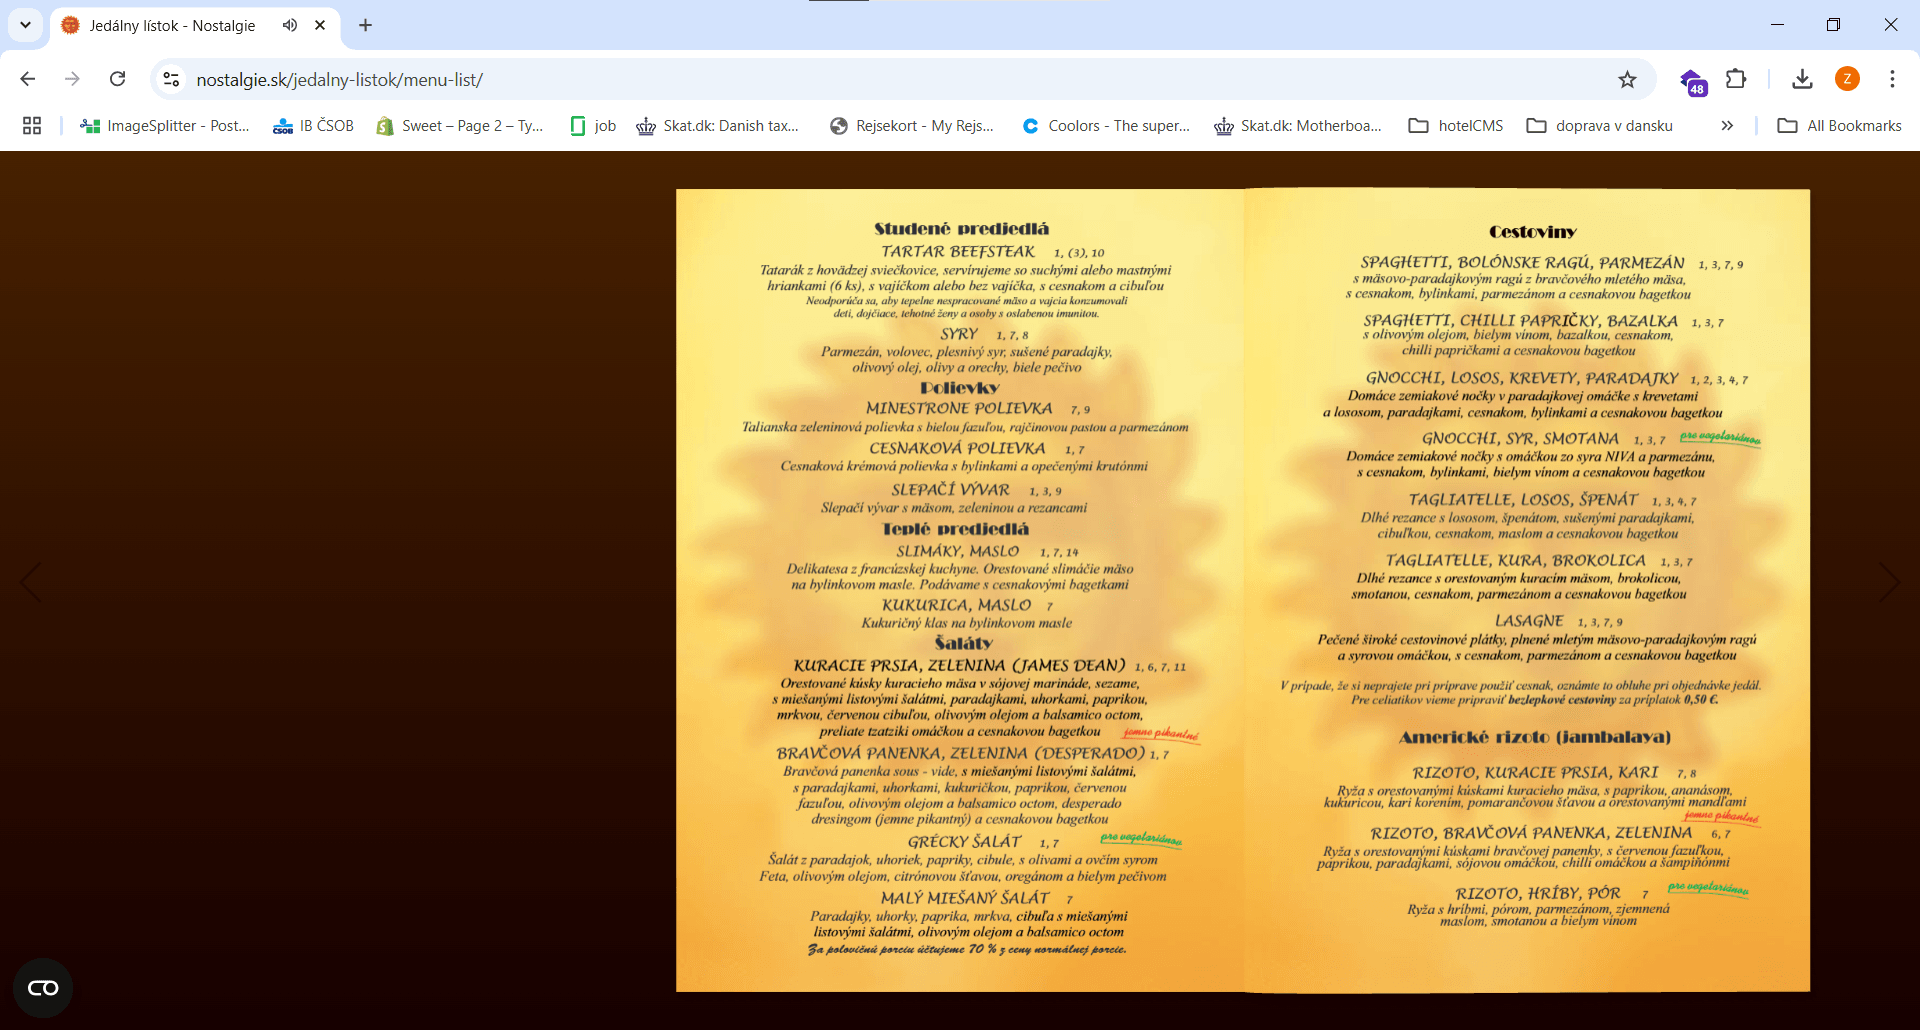 Jedálny lístok - Nostalgie
nostalgie.sk/jedalny-listok/menu-list/
48
Z
ImageSplitter - Post...
IB ČSOB
Sweet – Page 2 – Ty...
job
Skat.dk: Danish tax...
Rejsekort - My Rejs...
Coolors - The super...
Skat.dk: Motherboa...
hotelCMS
doprava v dansku
All Bookmarks
Studené predjedlá
TARTAR BEEFSTEAK 1, (3), 10
Tatarák z hovädzej sviečkovice, servírujeme so suchými alebo mastnými
hriankami (6 ks), s vajíčkom alebo bez vajíčka, s cesnakom a cibuľou
Neodporúča sa, aby tepelne nespracované mäso a vajcia konzumovali
deti, dojčiace, tehotné ženy a osoby s oslabenou imunitou.
SYRY 1, 7, 8
Parmezán, volovec, plesnivý syr, sušené paradajky,
olivový olej, olivy a orechy, biele pečivo
Polievky
MINESTRONE POLIEVKA 7, 9
Talianska zeleninová polievka s bielou fazuľou, rajčinovou pastou a parmezánom
CESNAKOVÁ POLIEVKA 1, 7
Cesnaková krémová polievka s bylinkami a opečenými krutónmi
SLEPAČÍ VÝVAR 1, 3, 9
Slepačí vývar s mäsom, zeleninou a rezancami
Teplé predjedlá
SLIMÁKY, MASLO 1, 7, 14
Delikatesa z francúzskej kuchyne. Orestované slimáčie mäso
na bylinkovom masle. Podávame s cesnakovými bagetkami
KUKURICA, MASLO 7
Kukuričný klas na bylinkovom masle
Šaláty
KURACIE PRSIA, ZELENINA (JAMES DEAN) 1, 6, 7, 11
Orestované kúsky kuracieho mäsa v sójovej marináde, sezame,
s miešanými listovými šalátmi, paradajkami, uhorkami, paprikou,
mrkvou, červenou cibuľou, olivovým olejom a balsamico octom,
preliate tzatziki omáčkou a cesnakovou bagetkou
jemne pikantné
BRAVČOVÁ PANENKA, ZELENINA (DESPERADO) 1, 7
Bravčová panenka sous - vide, s miešanými listovými šalátmi,
s paradajkami, uhorkami, kukuričkou, paprikou, červenou
fazuľou, olivovým olejom a balsamico octom, desperado
dresingom (jemne pikantný) a cesnakovou bagetkou
GRÉCKY ŠALÁT 1, 7
pre vegetariánov
Šalát z paradajok, uhoriek, papriky, cibule, s olivami a ovčím syrom
Feta, olivovým olejom, citrónovou šťavou, oregánom a bielym pečivom
MALÝ MIEŠANÝ ŠALÁT 7
Paradajky, uhorky, paprika, mrkva, cibuľa s miešanými
listovými šalátmi, olivovým olejom a balsamico octom
Za polovičnú porciu účtujeme 70 % z ceny normálnej porcie.
Cestoviny
SPAGHETTI, BOLÓNSKE RAGÚ, PARMEZÁN 1, 3, 7, 9
s mäsovo-paradajkovým ragú z bravčového mletého mäsa,
s cesnakom, bylinkami, parmezánom a cesnakovou bagetkou
SPAGHETTI, CHILLI PAPRIČKY, BAZALKA 1, 3, 7
s olivovým olejom, bielym vínom, bazalkou, cesnakom,
chilli papričkami a cesnakovou bagetkou
GNOCCHI, LOSOS, KREVETY, PARADAJKY 1, 2, 3, 4, 7
Domáce zemiakové nočky v paradajkovej omáčke s krevetami
a lososom, paradajkami, cesnakom, bylinkami a cesnakovou bagetkou
GNOCCHI, SYR, SMOTANA 1, 3, 7
pre vegetariánov
Domáce zemiakové nočky s omáčkou zo syra NIVA a parmezánu,
s cesnakom, bylinkami, bielym vínom a cesnakovou bagetkou
TAGLIATELLE, LOSOS, ŠPENÁT 1, 3, 4, 7
Dlhé rezance s lososom, špenátom, sušenými paradajkami,
cibuľkou, cesnakom, maslom a cesnakovou bagetkou
TAGLIATELLE, KURA, BROKOLICA 1, 3, 7
Dlhé rezance s orestovaným kuracím mäsom, brokolicou,
smotanou, cesnakom, parmezánom a cesnakovou bagetkou
LASAGNE 1, 3, 7, 9
Pečené široké cestovinové plátky, plnené mletým mäsovo-paradajkovým ragú
a syrovou omáčkou, s cesnakom, parmezánom a cesnakovou bagetkou
V prípade, že si neprajete pri príprave použiť cesnak, oznámte to obluhe pri objednávke jedál.
Pre celiatikov vieme pripraviť bezlepkové cestoviny za príplatok 0,50 €.
Americké rizoto (jambalaya)
RIZOTO, KURACIE PRSIA, KARI 7, 8
Ryža s orestovanými kúskami kuracieho mäsa, s paprikou, ananásom,
kukuricou, kari korením, pomarančovou šťavou a orestovanými mandľami
jemne pikantné
RIZOTO, BRAVČOVÁ PANENKA, ZELENINA 6, 7
Ryža s orestovanými kúskami bravčovej panenky, s červenou fazuľkou,
paprikou, paradajkami, sójovou omáčkou, chilli omáčkou a šampiňónmi
RIZOTO, HRÍBY, PÓR 7
pre vegetariánov
Ryža s hríbmi, pórom, parmezánom, zjemnená
maslom, smotanou a bielym vínom